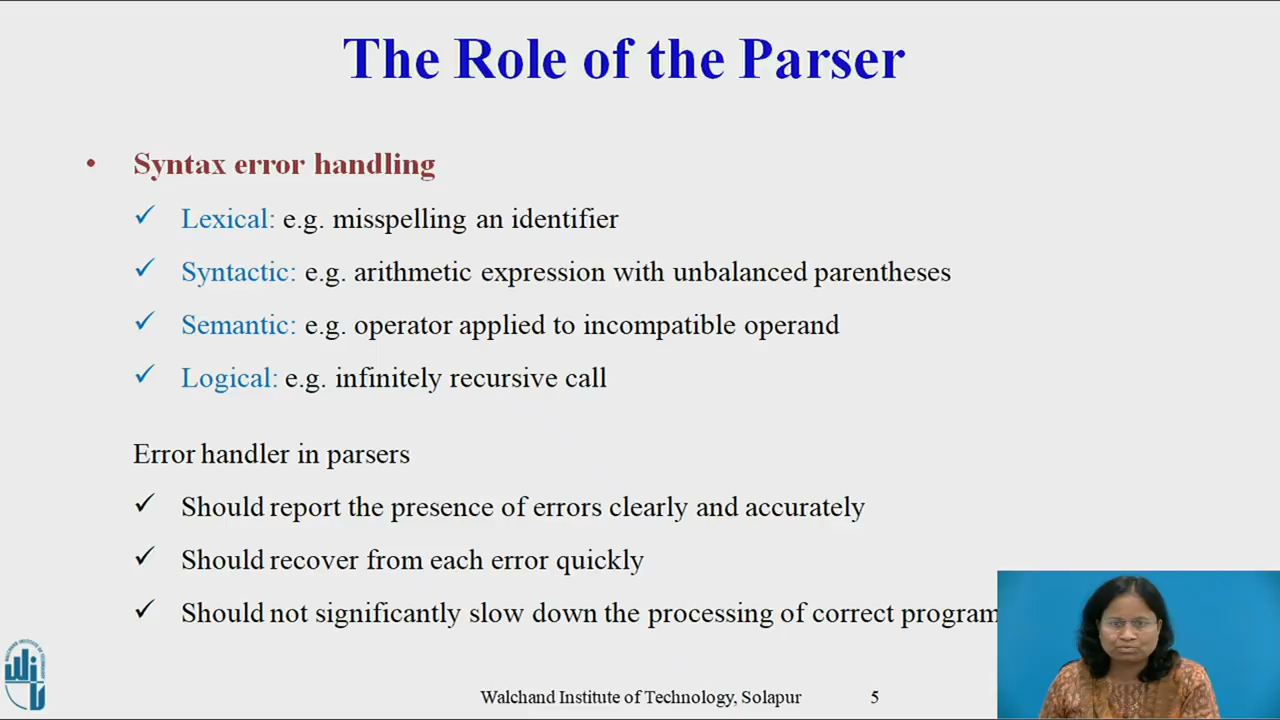 The Role of the Parser
• Syntax error handling
✓ Lexical: e.g. misspelling an identifier
✓ Syntactic: e.g. arithmetic expression with unbalanced parentheses
✓ Semantic: e.g. operator applied to incompatible operand
✓ Logical: e.g. infinitely recursive call
Error handler in parsers
✓ Should report the presence of errors clearly and accurately
✓ Should recover from each error quickly
✓ Should not significantly slow down the processing of correct program
Walchand Institute of Technology, Solapur 5